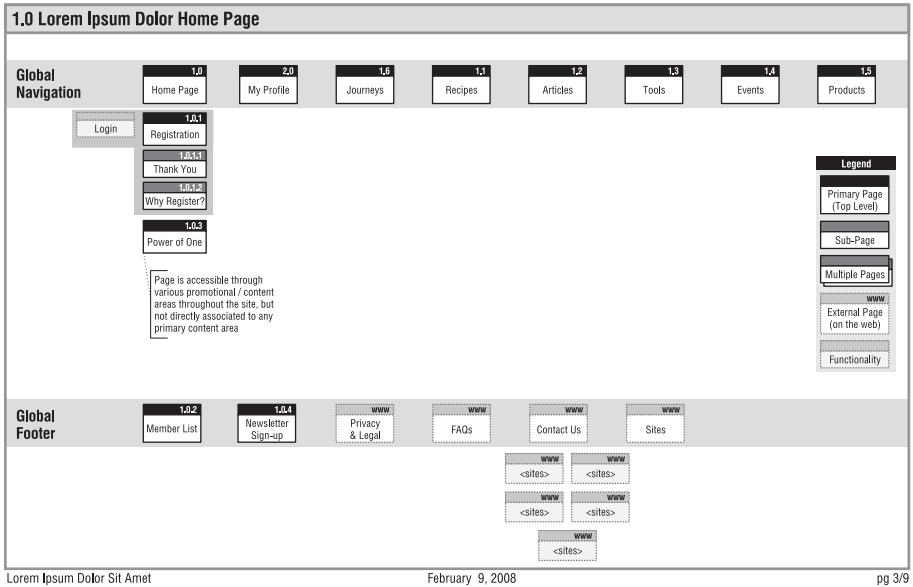 1.0 Lorem Ipsum Dolor Home Page
Global
Navigation
1.0
Home Page
2.0
My Profile
1.6
Journeys
1.1
Recipes
1.2
Articles
1.3
Tools
1.4
Events
1.5
Products
Login
1.0.1
Registration
1.0.1.1
Thank You
1.0.1.2
Why Register?
1.0.3
Power of One
Page is accessible through
various promotional / content
areas throughout the site, but
not directly associated to any
primary content area
Legend
Primary Page
(Top Level)
Sub-Page
Multiple Pages
www
External Page
(on the web)
Functionality
Global
Footer
1.0.2
Member List
1.0.4
Newsletter
Sign-up
www
Privacy
& Legal
www
FAQs
www
Contact Us
www
Sites
www
<sites>
www
<sites>
www
<sites>
www
<sites>
www
<sites>
Lorem Ipsum Dolor Sit Amet
February 9, 2008
pg 3/9